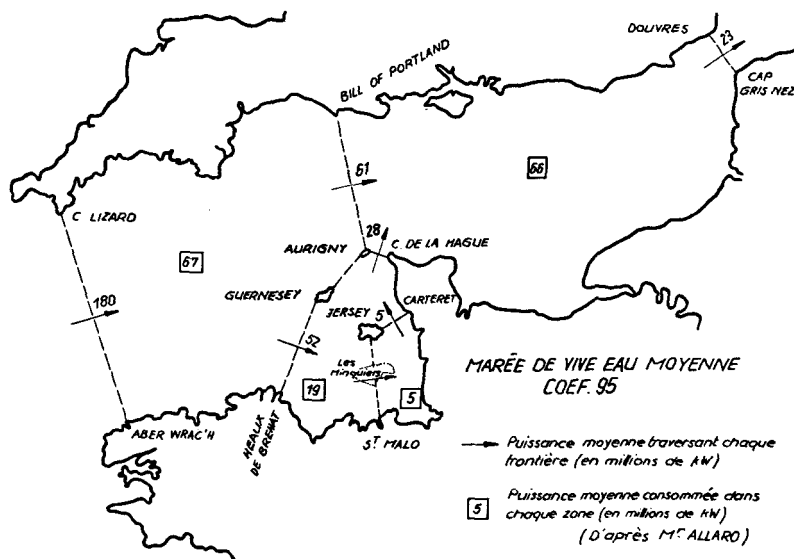 DOUVRES
23
CAP
GRIS NEZ
BILL OF PORTLAND
61
66
C LIZARD
AURIGNY
28
C. DE LA HAGUE
67
180
GUERNESEY
JERSEY
5
CARTERET
52
Les
Minquiers
19
5
ABER WRAC'H
HEAUX
DE BREHAT
ST MALO
MARÉE DE VIVE EAU MOYENNE
COEF. 95
Puissance moyenne traversant chaque
frontière (en millions de kW)
5
Puissance moyenne consommée dans
chaque zone (en millions de kW)
(D'après Mr ALLARO)